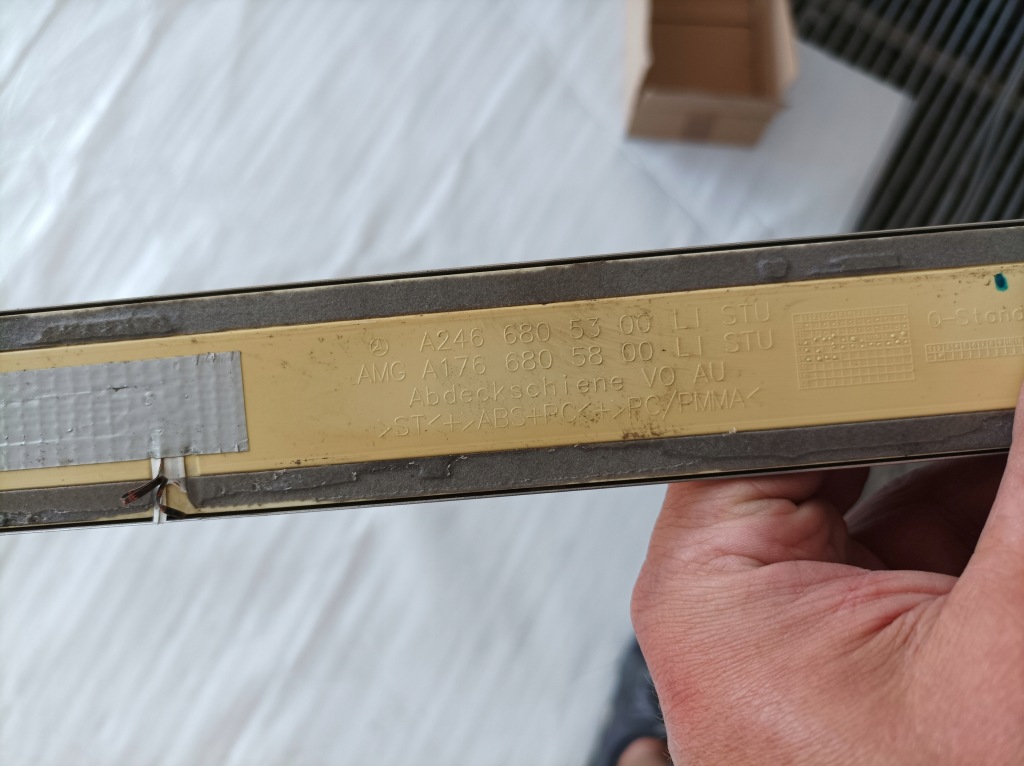 A246 680 53 00 LI STU
AMG A176 680 58 00 LI STU
Abdeckschiene VO AU
>ST<+>ABS+PC<+>PC/PMMA<